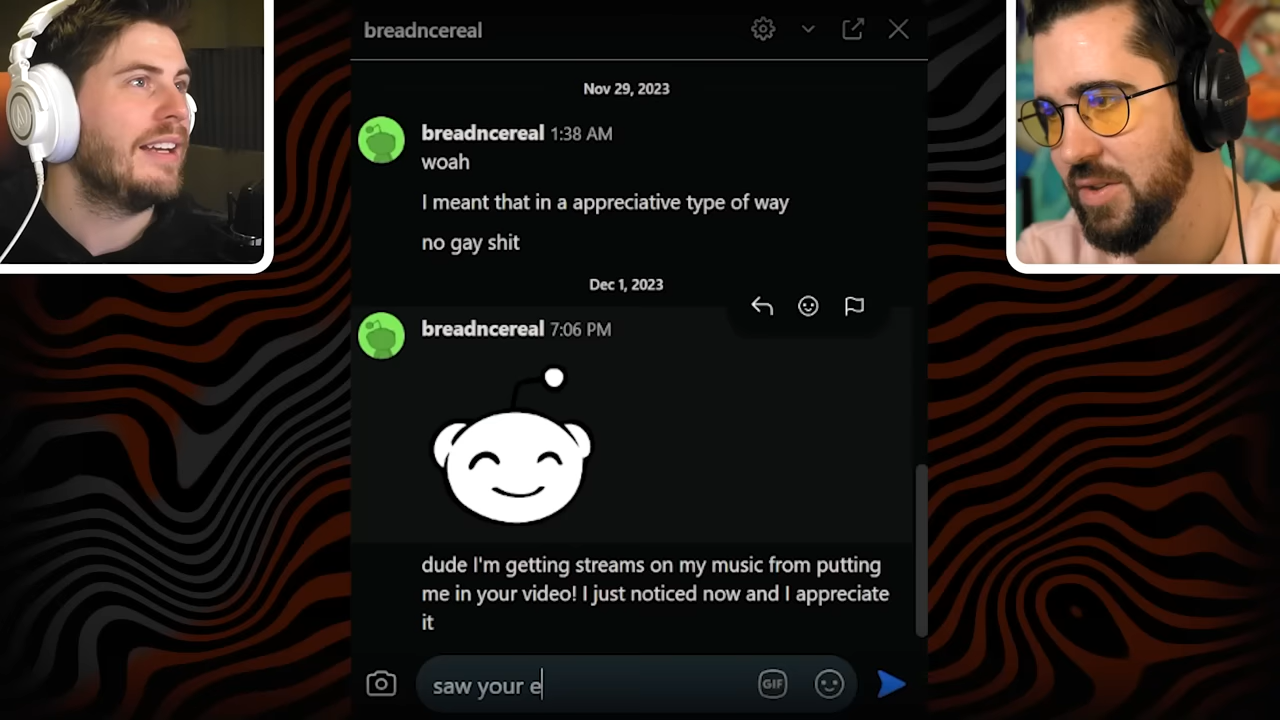 breadncereal
Nov 29, 2023
breadncereal 1:38 AM
woah
I meant that in a appreciative type of way
no gay shit
Dec 1, 2023
breadncereal 7:06 PM
dude I'm getting streams on my music from putting
me in your video! I just noticed now and I appreciate
it
saw your e
GIF